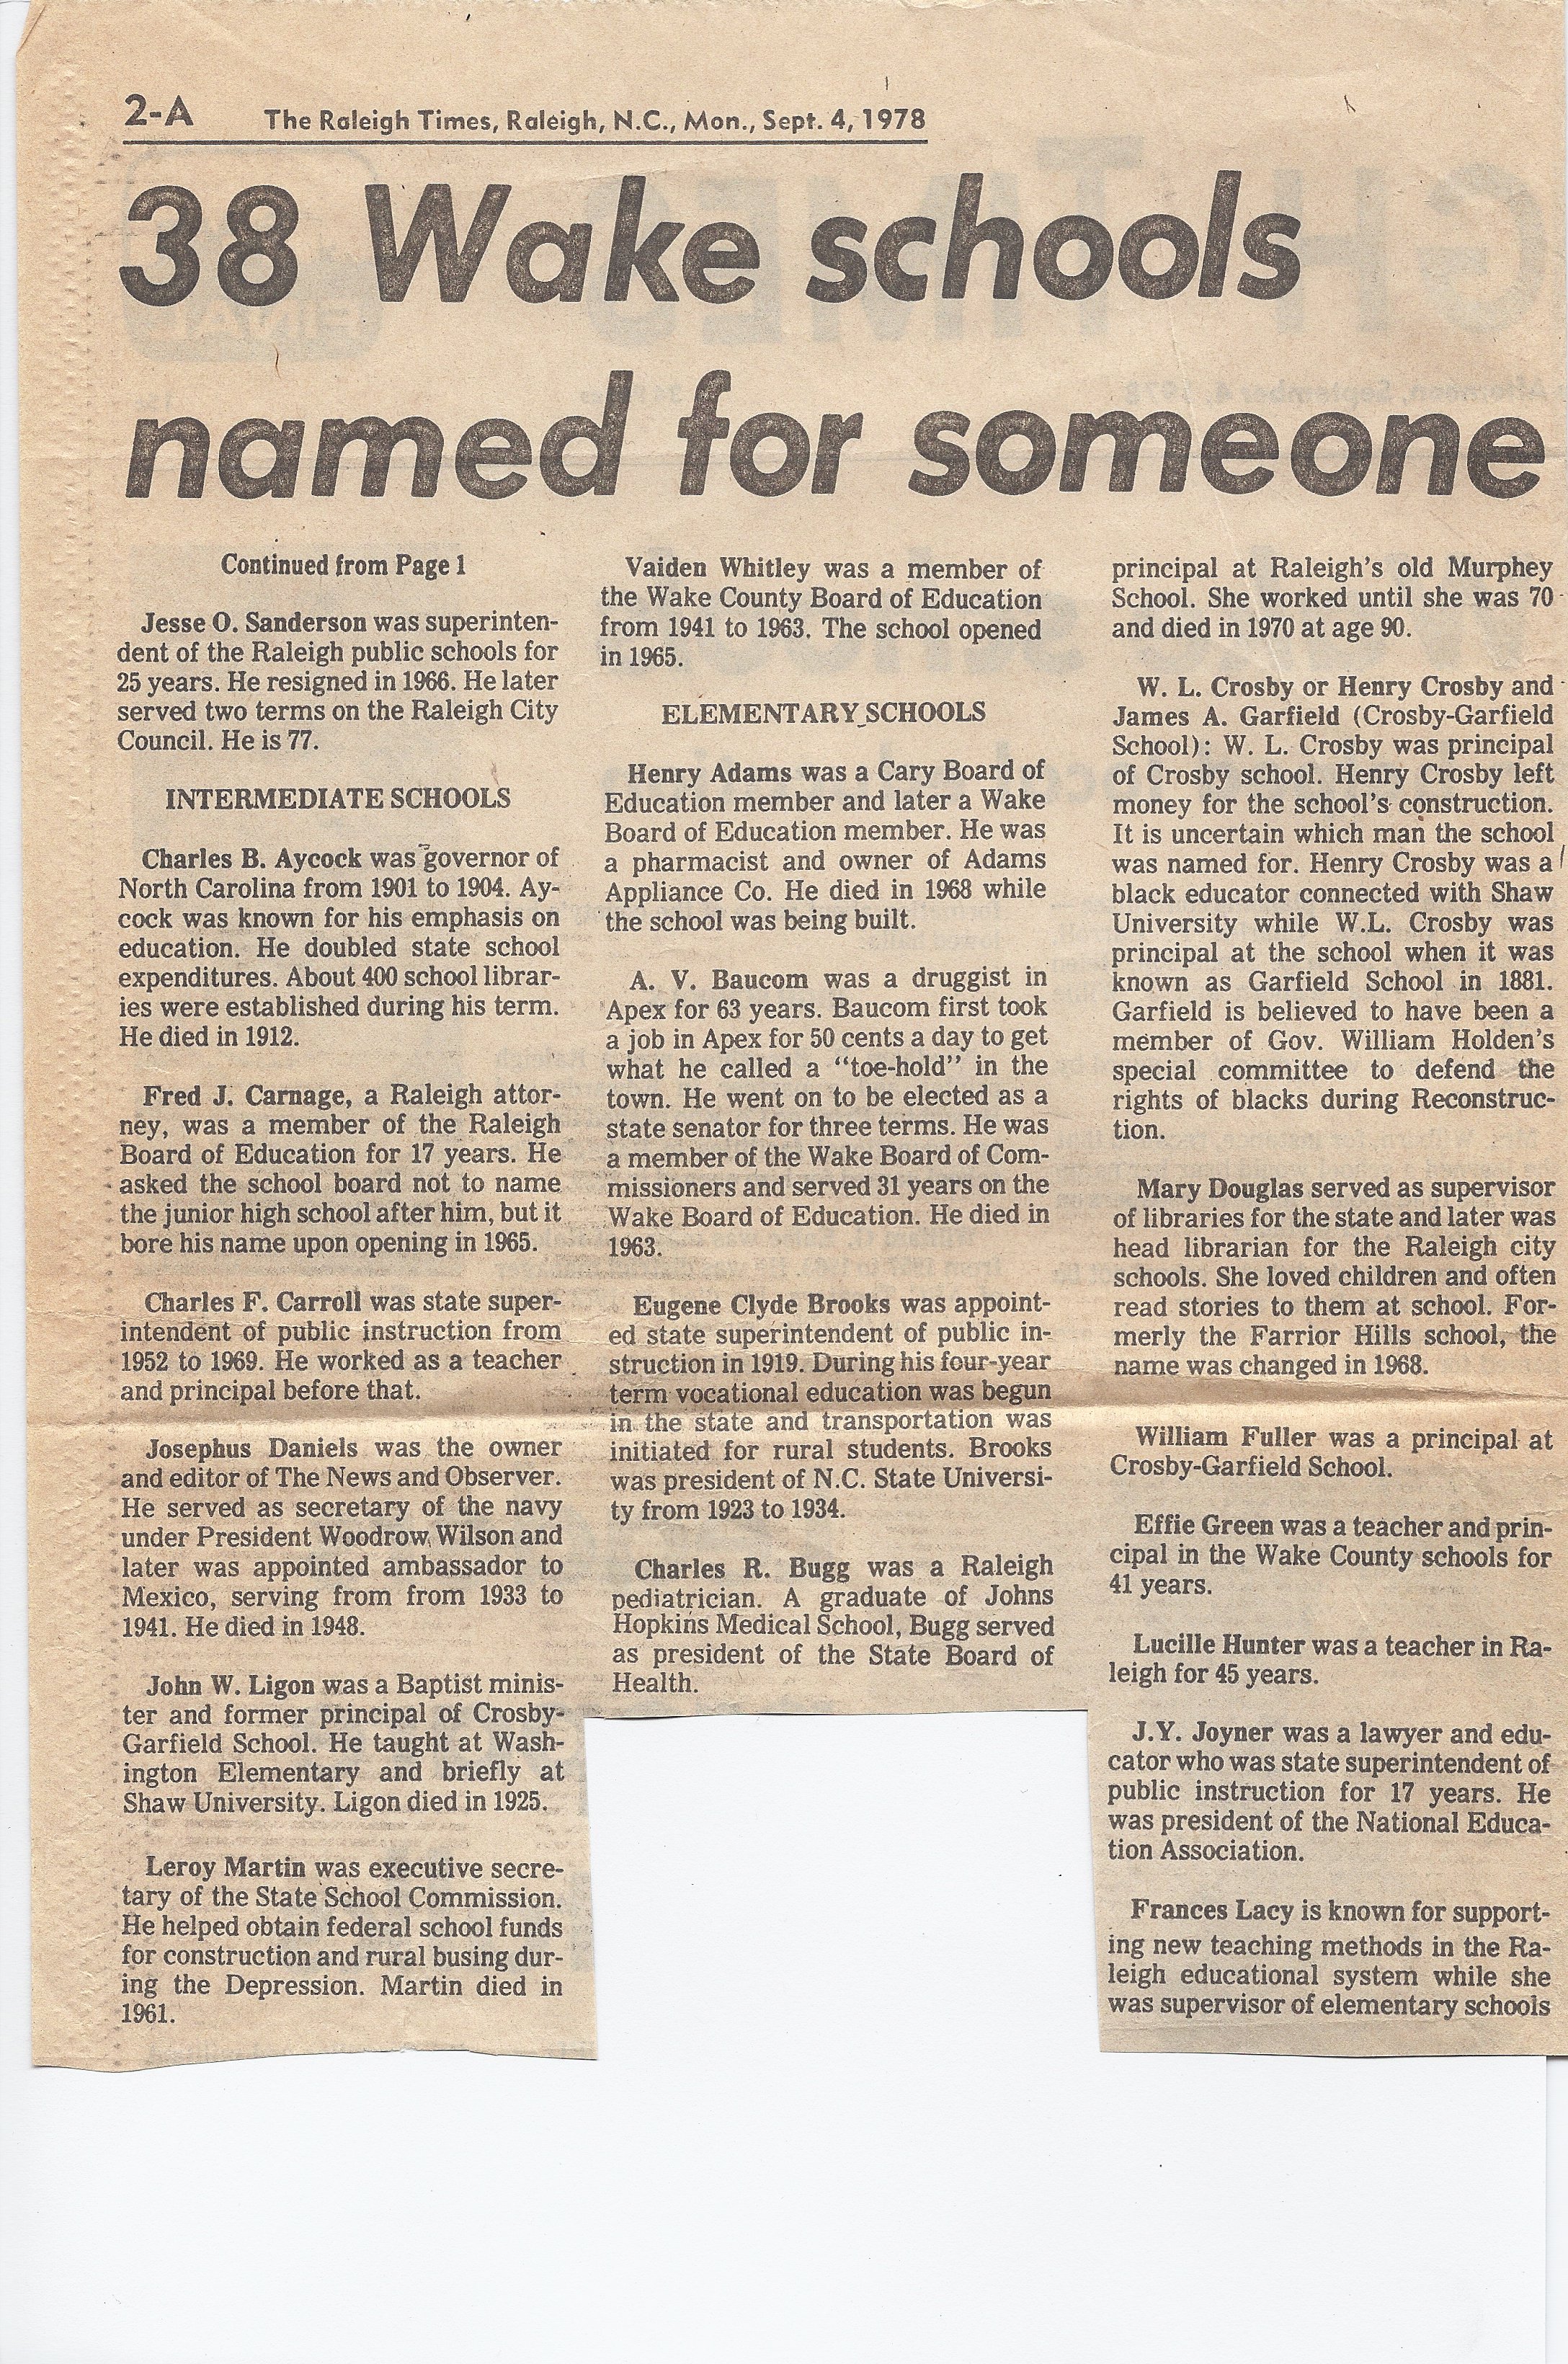 2-A The Raleigh Times, Raleigh, N.C., Mon., Sept. 4, 1978
38 Wake schools
named for someone
Continued from Page 1
Jesse O. Sanderson was superinten-
dent of the Raleigh public schools for
25 years. He resigned in 1966. He later
served two terms on the Raleigh City
Council. He is 77.
INTERMEDIATE SCHOOLS
Charles B. Aycock was governor of
North Carolina from 1901 to 1904. Ay-
cock was known for his emphasis on
education. He doubled state school
expenditures. About 400 school librar-
ies were established during his term.
He died in 1912.
Fred J. Carnage, a Raleigh attor-
ney, was a member of the Raleigh
Board of Education for 17 years. He
asked the school board not to name
the junior high school after him, but it
bore his name upon opening in 1965.
Charles F. Carroll was state super-
intendent of public instruction from
1952 to 1969. He worked as a teacher
and principal before that.
Josephus Daniels was the owner
and editor of The News and Observer.
He served as secretary of the navy
under President Woodrow Wilson and
later was appointed ambassador to
Mexico, serving from from 1933 to
1941. He died in 1948.
John W. Ligon was a Baptist minis-
ter and former principal of Crosby-
Garfield School. He taught at Wash-
ington Elementary and briefly at
Shaw University. Ligon died in 1925.
Leroy Martin was executive secre-
tary of the State School Commission.
He helped obtain federal school funds
for construction and rural busing dur-
ing the Depression. Martin died in
1961.
Vaiden Whitley was a member of
the Wake County Board of Education
from 1941 to 1963. The school opened
in 1965.
ELEMENTARY SCHOOLS
Henry Adams was a Cary Board of
Education member and later a Wake
Board of Education member. He was
a pharmacist and owner of Adams
Appliance Co. He died in 1968 while
the school was being built.
A. V. Baucom was a druggist in
Apex for 63 years. Baucom first took
a job in Apex for 50 cents a day to get
what he called a “toe-hold” in the
town. He went on to be elected as a
state senator for three terms. He was
a member of the Wake Board of Com-
missioners and served 31 years on the
Wake Board of Education. He died in
1963.
Eugene Clyde Brooks was appoint-
ed state superintendent of public in-
struction in 1919. During his four-year
term vocational education was begun
in the state and transportation was
initiated for rural students. Brooks
was president of N.C. State Universi-
ty from 1923 to 1934.
Charles R. Bugg was a Raleigh
pediatrician. A graduate of Johns
Hopkins Medical School, Bugg served
as president of the State Board of
Health.
principal at Raleigh's old Murphey
School. She worked until she was 70
and died in 1970 at age 90.
W. L. Crosby or Henry Crosby and
James A. Garfield (Crosby-Garfield
School): W. L. Crosby was principal
of Crosby school. Henry Crosby left
money for the school's construction.
It is uncertain which man the school
was named for. Henry Crosby was a
black educator connected with Shaw
University while W.L. Crosby was
principal at the school when it was
known as Garfield School in 1881.
Garfield is believed to have been a
member of Gov. William Holden's
special committee to defend the
rights of blacks during Reconstruc-
tion.
Mary Douglas served as supervisor
of libraries for the state and later was
head librarian for the Raleigh city
schools. She loved children and often
read stories to them at school. For-
merly the Farrior Hills school, the
name was changed in 1968.
William Fuller was a principal at
Crosby-Garfield School.
Effie Green was a teacher and prin-
cipal in the Wake County schools for
41 years.
Lucille Hunter was a teacher in Ra-
leigh for 45 years.
J.Y. Joyner was a lawyer and edu-
cator who was state superintendent of
public instruction for 17 years. He
was president of the National Educa-
tion Association.
Frances Lacy is known for support-
ing new teaching methods in the Ra-
leigh educational system while she
was supervisor of elementary schools